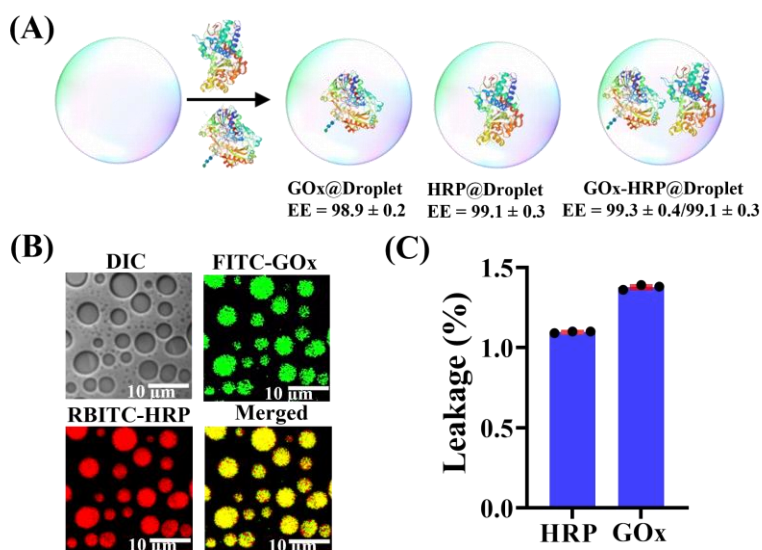 (A)
GOx@Droplet
EE = 98.9 ± 0.2
HRP@Droplet
EE = 99.1 ± 0.3
GOx-HRP@Droplet
EE = 99.3 ± 0.4/99.1 ± 0.3
(B)
DIC
10 µm
FITC-GOx
10 µm
RBITC-HRP
10 µm
Merged
10 µm
(C)
Leakage (%)
1.5
1.0
0.5
0.0
HRP
GOx